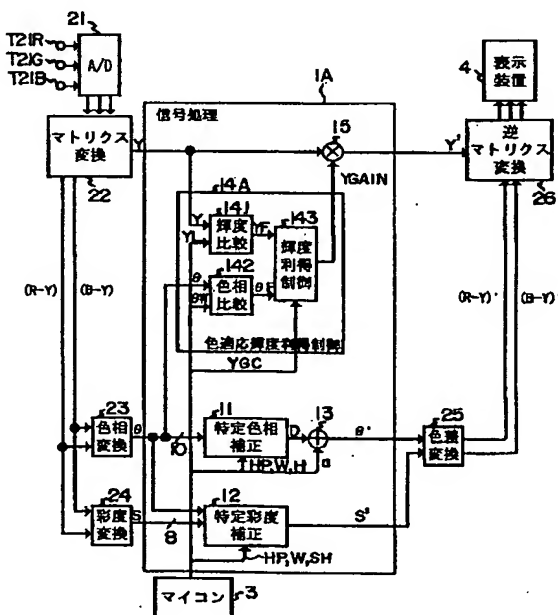 21
T21R
T21G
T21B
A/D
4
表示
装置
1A
信号処理
15
マトリクス
変換
22
Y
Y'
逆
マトリクス
変換
26
YGAIN
14A
141
Y
輝度
比較
YF
143
輝度
利得
制御
142
θ
色相
比較
色適応輝度利得制御
YGC
(R-Y)
(B-Y)
(R-Y)'
(B-Y)'
23
色相
変換
θ
10
11
特定色相
補正
D
13
θ'
HP,W,H
α
25
変換
24
彩度
変換
S
8
12
特定彩度
補正
S'
HP,W,SH
マイコン
3